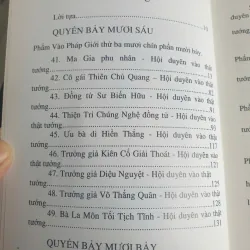 Lời tựa
QUYỂN BẢY MƯƠI SÁU
Phẩm Vào Pháp Giới thứ ba mươi chín phần mười bảy.
41. Ma Gia phu nhân - Hội duyên vào thật
tướng
42. Cô gái Thiên Chủ Quang - Hội duyên vào thật
tướng
43. Đồng tử Sư Biến Hữu - Hội duyên vào thật
tướng
44. Thiện Tri Chúng Nghệ đồng tử - Hội duyên vào
thật tướng
45. Ưu bà di Hiền Thắng - Hội duyên vào thật
tướng
46. Trưởng giả Kiên Cố Giải Thoát - Hội duyên vào
thật tướng 121
47. Trưởng giả Diệu Nguyệt - Hội duyên vào thật
tướng 125
48. Trưởng giả Vô Thắng Quân - Hội duyên vào
thật tướng 129
49. Bà La Môn Tối Tịch Tĩnh - Hội duyên vào thật
tướng 131
QUYỂN BẢY MƯƠI BẢY